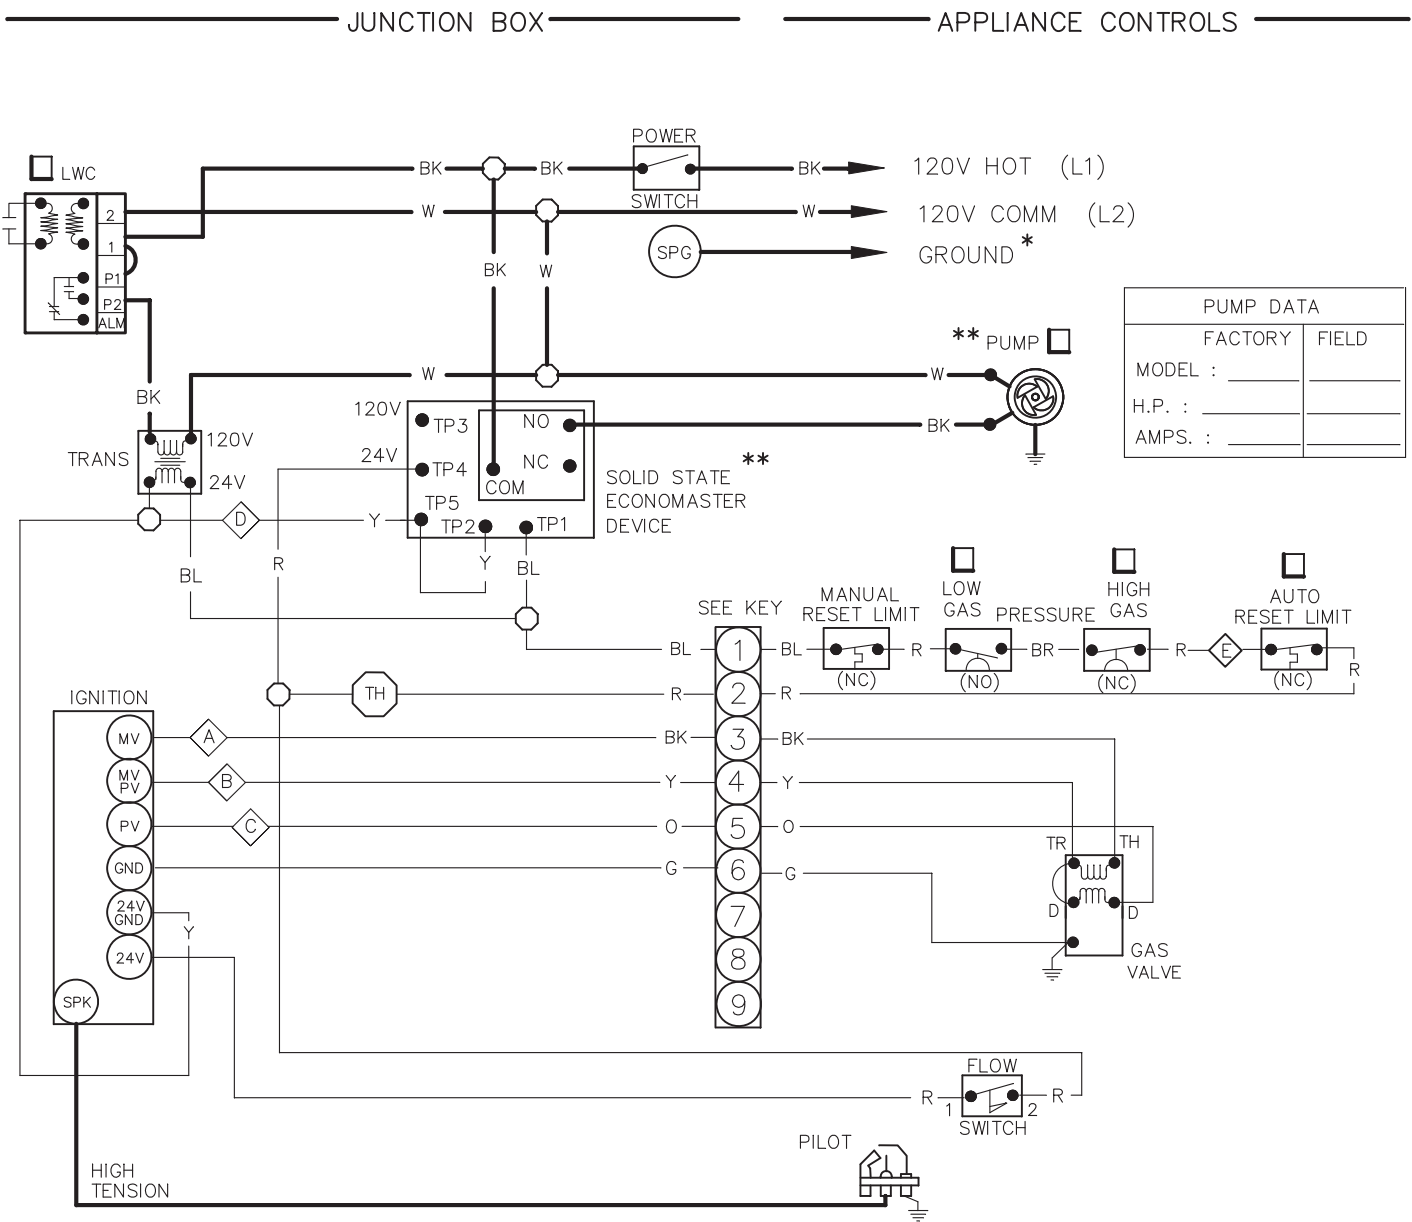 JUNCTION BOX
APPLIANCE CONTROLS
POWER
LWC
BK
BK
BK
120V HOT (L1)
SWITCH
2
W
W
120V COMM (L2)
1
SPG
GROUND *
BK
W
P1
P2
ALM
PUMP DATA
FACTORY
FIELD
MODEL :
H.P. :
AMPS. :
** PUMP
W
W
BK
BK
120V
TP3
NO
TRANS
120V
24V
TP4
NC
COM
24V
SOLID STATE **
ECONOMASTER
DEVICE
TP5
TP2
TP1
D
Y
Y
BL
R
BL
SEE KEY
MANUAL
RESET LIMIT
LOW
GAS
PRESSURE
HIGH
GAS
AUTO
RESET LIMIT
BL
1
BL
R
BR
R
E
R
(NC)
(NO)
(NC)
(NC)
TH
R
2
R
IGNITION
MV
A
BK
3
BK
MV
PV
B
Y
4
Y
PV
C
O
5
O
TR
TH
GND
G
6
G
24V
GND
Y
7
D
D
24V
8
GAS
VALVE
SPK
9
FLOW
R
1
2
R
SWITCH
PILOT
HIGH
TENSION